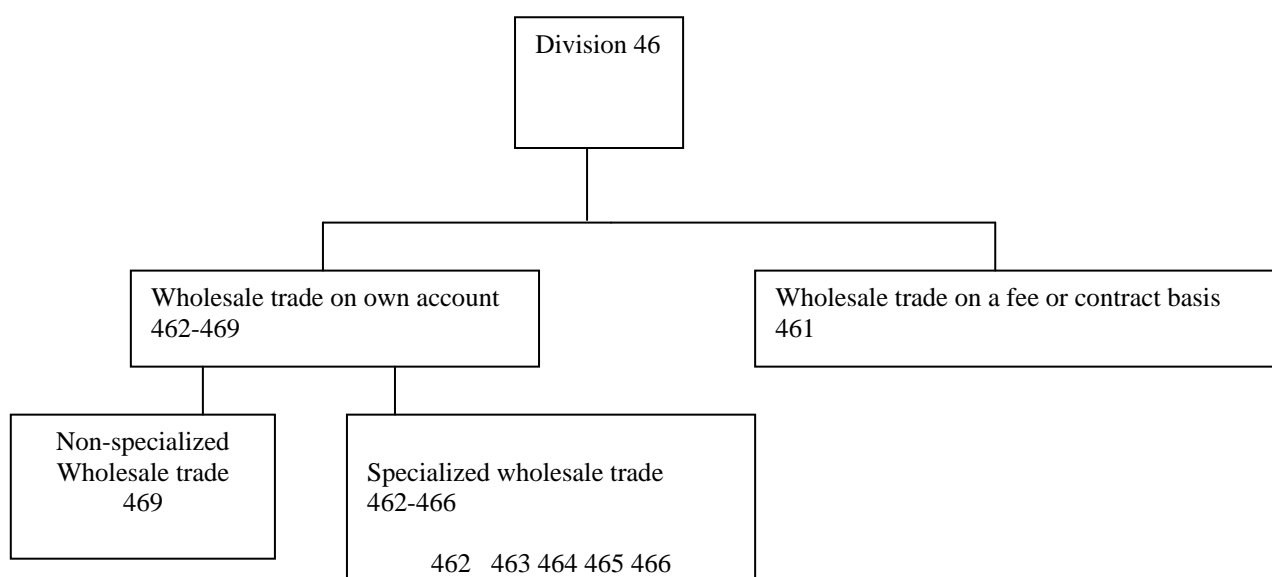 Division 46
Wholesale trade on own account
462-469
Wholesale trade on a fee or contract basis
461
Non-specialized
Wholesale trade
469
Specialized wholesale trade
462-466
462 463 464 465 466